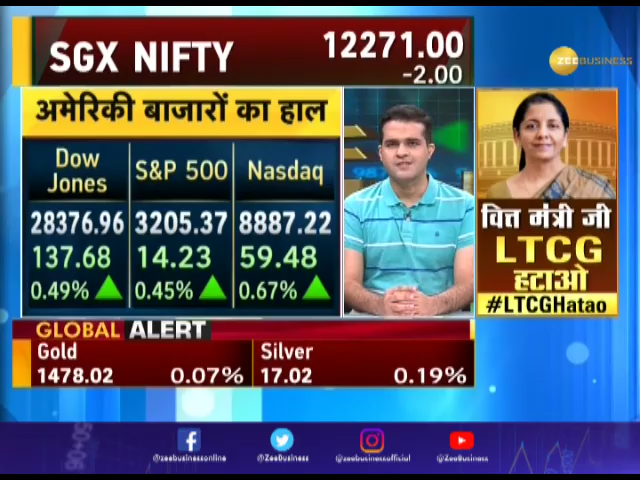 SGX NIFTY
12271.00
-2.00
ZEEBUSINESS
अमेरिकी बाजारों का हाल
Dow Jones
S&P 500
Nasdaq
28376.96
3205.37
8887.22
137.68
14.23
59.48
0.49%
0.45%
0.67%
वित्त मंत्री जी
LTCG
हटाओ
#LTCGHatao
GLOBAL ALERT
Gold
1478.02
0.07%
Silver
17.02
0.19%
@zeebusinessonline
@ZeeBusiness
@zeebusinessofficial
@ZeeBusiness